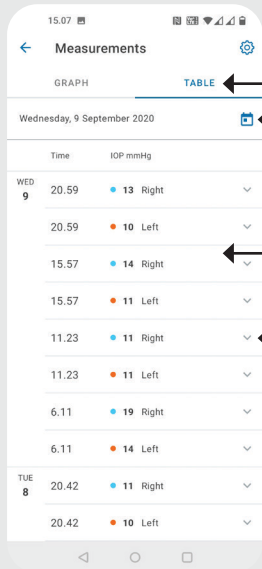 15.07
Measurements
GRAPH TABLE
Wednesday, 9 September 2020
Time IOP mmHg
WED
9
20.59 13 Right
20.59 10 Left
15.57 14 Right
15.57 11 Left
11.23 11 Right
11.23 11 Left
6.11 19 Right
6.11 14 Left
TUE
8
20.42 11 Right
20.42 10 Left